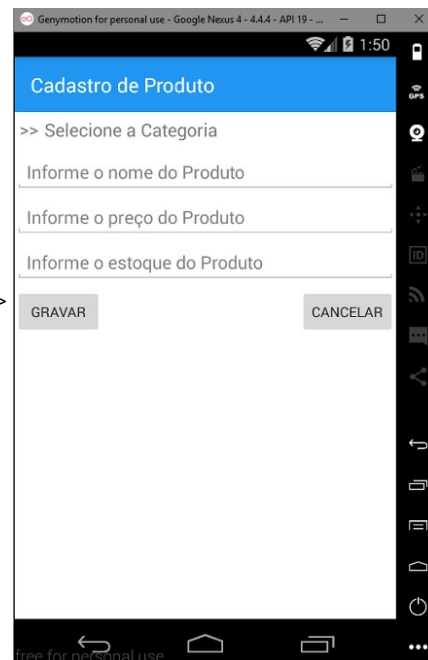 Genymotion for personal use - Google Nexus 4 - 4.4.4 - API 19 - ...
1:50
GPS
Cadastro de Produto
>> Selecione a Categoria
Informe o nome do Produto
Informe o preço do Produto
ID
Informe o estoque do Produto
>
GRAVAR
CANCELAR
free for personal use